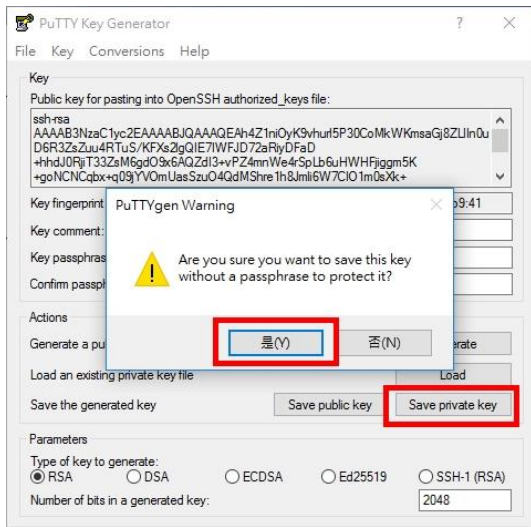 PuTTY Key Generator ? ×
File Key Conversions Help
Key
Public key for pasting into OpenSSH authorized_keys file:
ssh-rsa
AAAAB3NzaC1yc2EAAAABJQAAAQEAh4Z1niOyK9vhurl5P30CoMkWKmsaGj8ZUIn0u
D6R3ZsZuu4RTuS/KFXs2lgQIE7IWFJD72aRiyDFaD
+hhdJ0RjiT33ZsM6gdO9x6AQZdI3+vPZ4mnWe4rSpLb6uHWHFjiggm5K
+goNCNCqbx+q09jYVOmUasSzuO4QdMShre1h8Jmli6W7ClO1m0sXk+
Key fingerprint 9:41
PuTTYgen Warning ×
Key comment:
Key passphras
Are you sure you want to save this key
without a passphrase to protect it?
Confirm passph
是(Y) 否(N)
Actions
Generate a pu erate
Load an existing private key file Load
Save the generated key Save public key Save private key
Parameters
Type of key to generate:
RSA DSA ECDSA Ed25519 SSH-1 (RSA)
Number of bits in a generated key: 2048